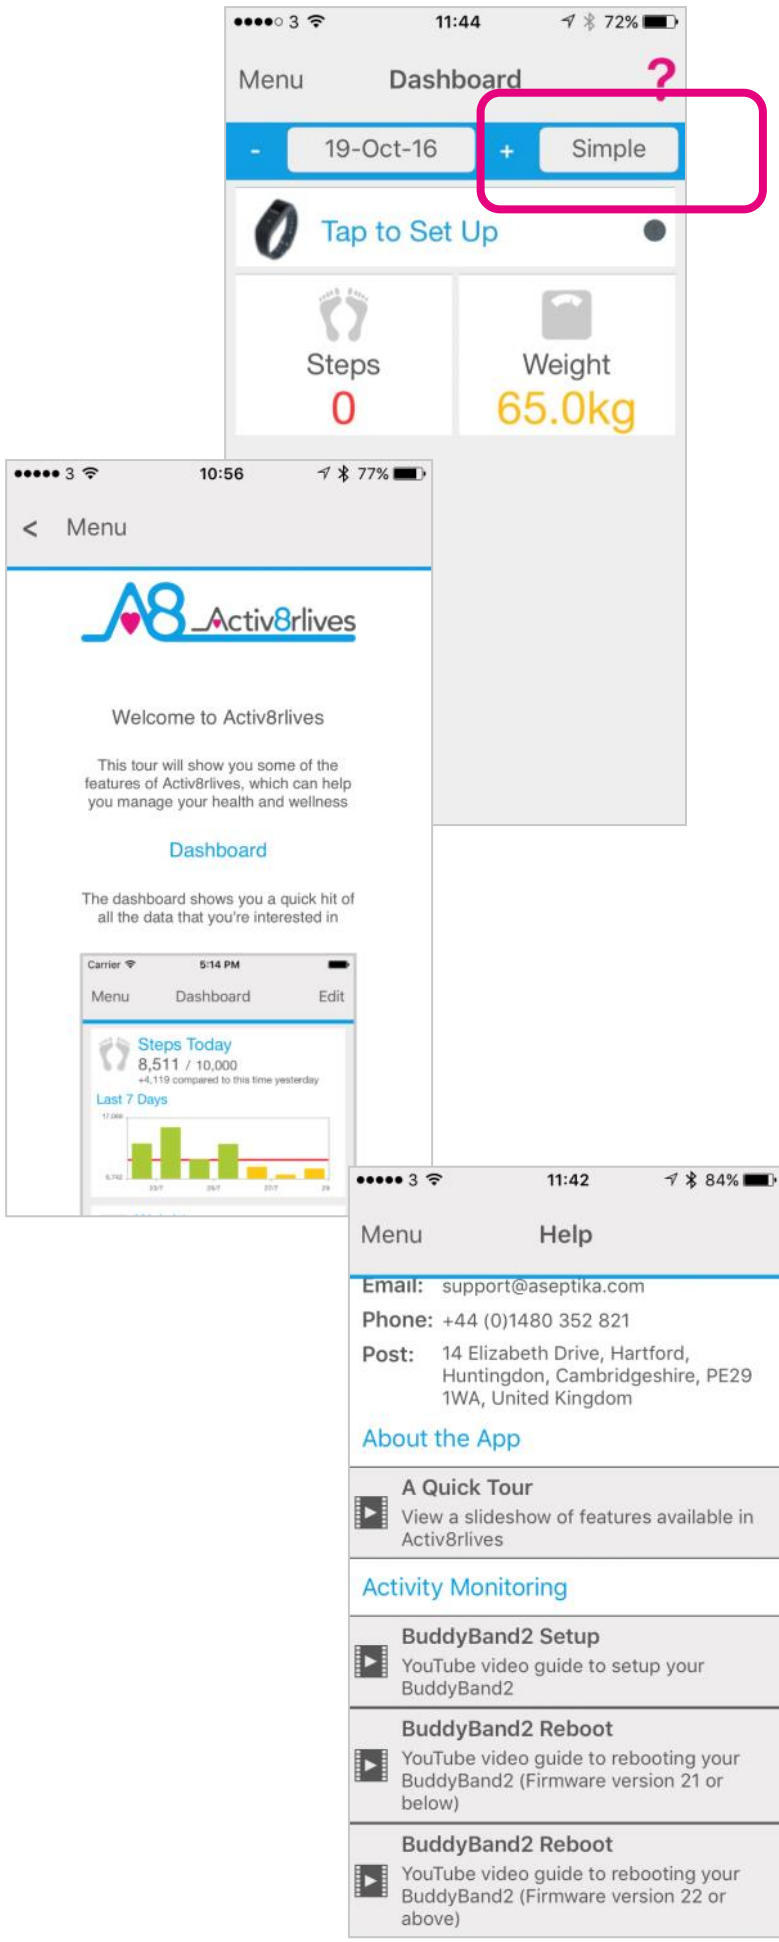 3 11:44 72%
Menu Dashboard ?
- 19-Oct-16 + Simple
Tap to Set Up
Steps Weight
0 65.0kg
3 10:56 77%
< Menu
A8 Activ8rlives
Welcome to Activ8rlives
This tour will show you some of the
features of Activ8rlives, which can help
you manage your health and wellness
Dashboard
The dashboard shows you a quick hit of
all the data that you're interested in
Carrier 5:14 PM
Menu Dashboard Edit
Steps Today
8,511 / 10,000
+4,119 compared to this time yesterday
Last 7 Days
23/7 25/7 27/7 29
3 11:42 84%
Menu Help
Email: support@aseptika.com
Phone: +44 (0)1480 352 821
Post: 14 Elizabeth Drive, Hartford,
Huntingdon, Cambridgeshire, PE29
1WA, United Kingdom
About the App
A Quick Tour
View a slideshow of features available in
Activ8rlives
Activity Monitoring
BuddyBand2 Setup
YouTube video guide to setup your
BuddyBand2
BuddyBand2 Reboot
YouTube video guide to rebooting your
BuddyBand2 (Firmware version 21 or
below)
BuddyBand2 Reboot
YouTube video guide to rebooting your
BuddyBand2 (Firmware version 22 or
above)